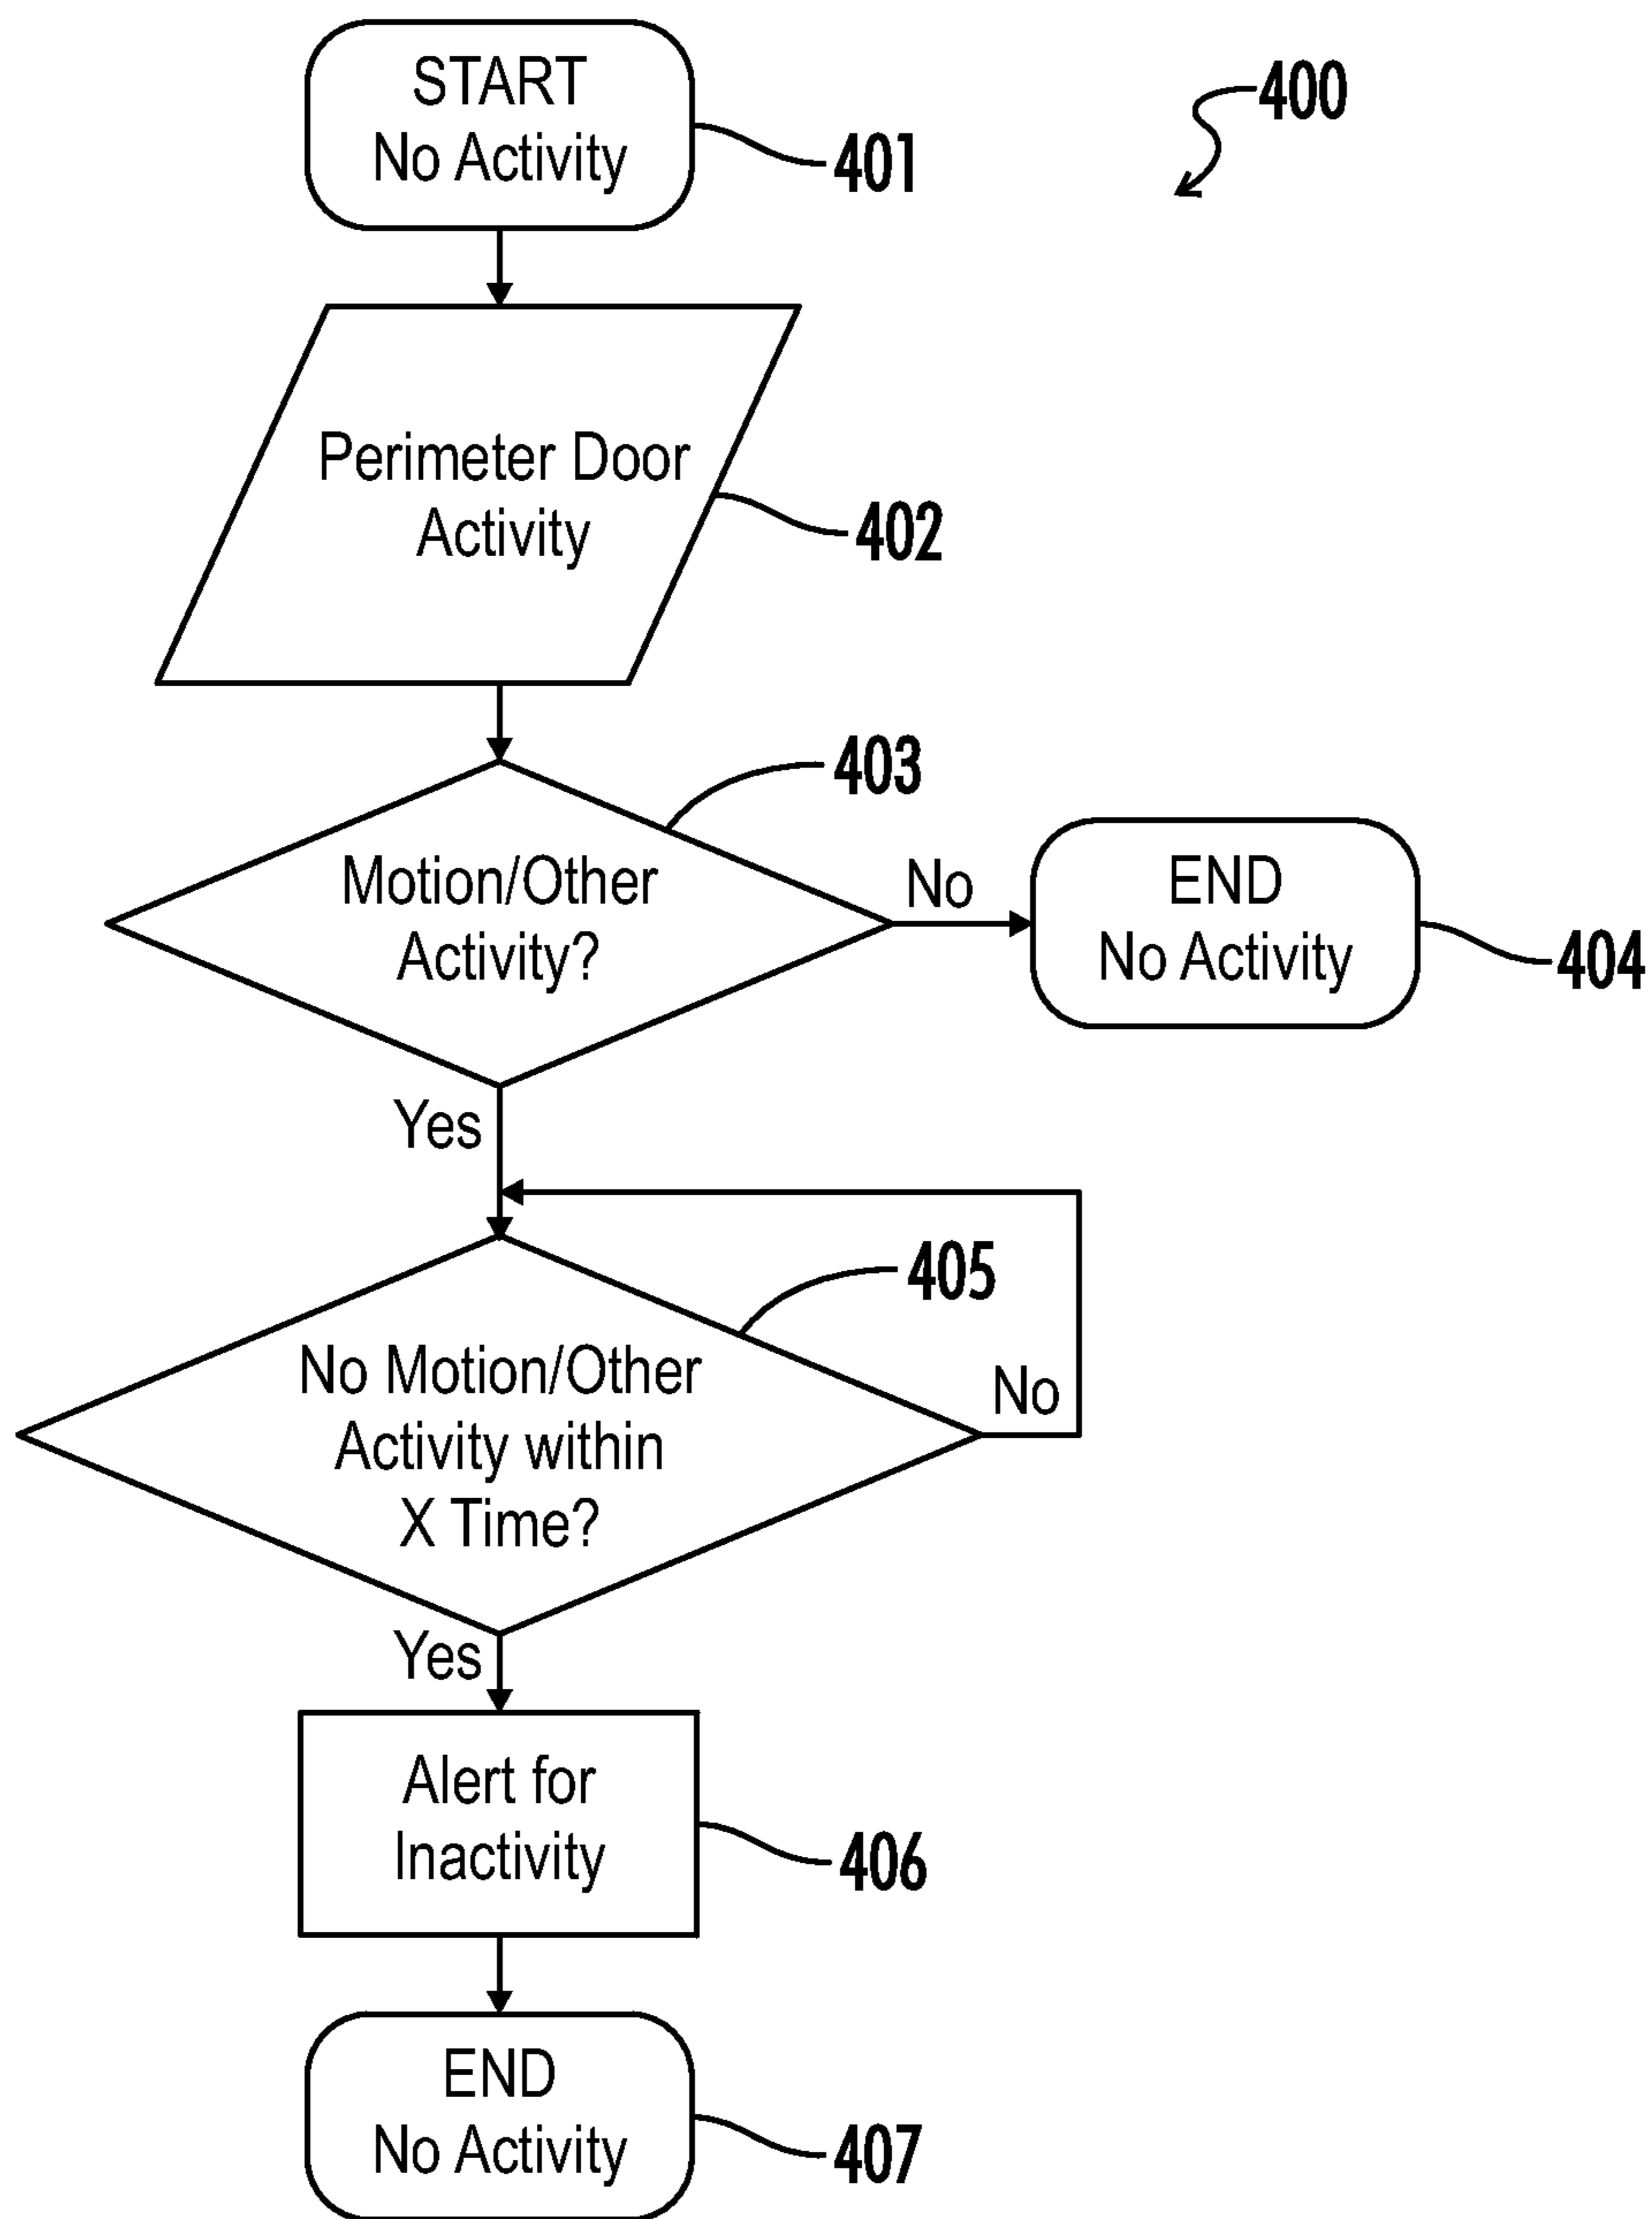 START
No Activity
400
401
Perimeter Door
Activity
402
403
Motion/Other
Activity?
No
END
No Activity
404
Yes
405
No Motion/Other
Activity within
X Time?
No
Yes
Alert for
Inactivity
406
END
No Activity
407